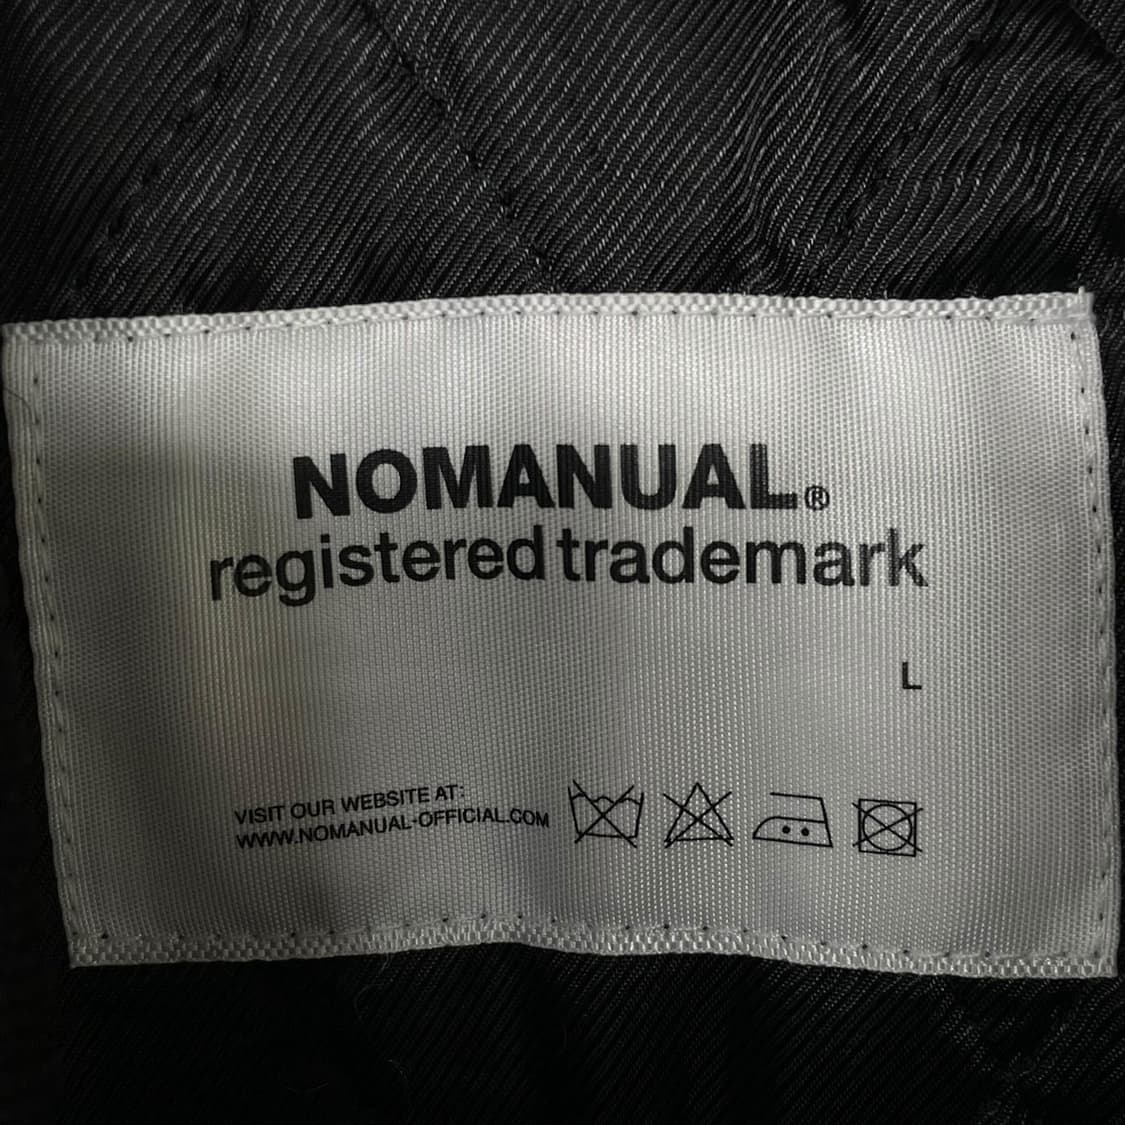 NOMANUAL®
registered trademark
L
VISIT OUR WEBSITE AT:
WWW.NOMANUAL-OFFICIAL.COM